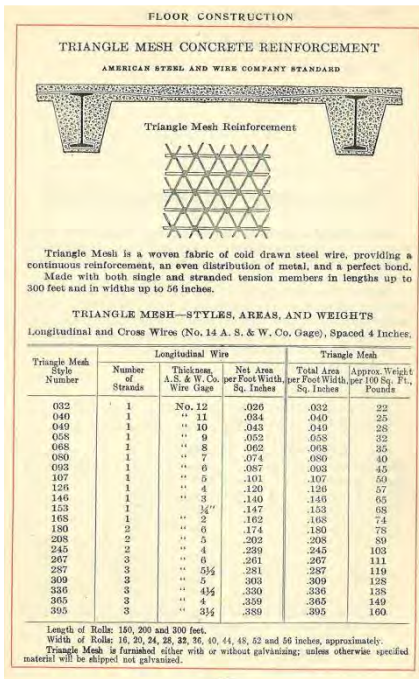 FLOOR CONSTRUCTION
TRIANGLE MESH CONCRETE REINFORCEMENT
AMERICAN STEEL AND WIRE COMPANY STANDARD
Triangle Mesh Reinforcement
Triangle Mesh is a woven fabric of cold drawn steel wire, providing a
continuous reinforcement, an even distribution of metal, and a perfect bond.
Made with both single and stranded tension members in lengths up to
300 feet and in widths up to 56 inches.
TRIANGLE MESH—STYLES, AREAS, AND WEIGHTS
Longitudinal and Cross Wires (No. 14 A. S. & W. Co. Gage), Spaced 4 Inches.
Triangle Mesh Style Number | Longitudinal Wire | Triangle Mesh
Number of Strands | Thickness, A.S. & W. Co. Wire Gage | Net Area per Foot Width, Sq. Inches | Total Area per Foot Width, Sq. Inches | Approx. Weight per 100 Sq. Ft., Pounds
032 1 No. 12 .026 .032 22
040 1 " 11 .034 .040 25
049 1 " 10 .043 .049 28
058 1 " 9 .052 .058 32
068 1 " 8 .062 .068 35
080 1 " 7 .074 .080 40
093 1 " 6 .087 .093 45
107 1 " 5 .101 .107 50
126 1 " 4 .120 .126 57
146 1 " 3 .140 .146 65
153 1 ¼" .147 .153 68
168 1 " 2 .162 .168 74
180 2 " 6 .174 .180 78
208 2 " 5 .202 .208 89
245 2 " 4 .239 .245 103
267 3 " 6 .261 .267 111
287 3 " 5½ .281 .287 119
309 3 " 5 .303 .309 128
336 3 " 4½ .330 .336 138
365 3 " 4 .359 .365 149
395 3 " 3½ .389 .395 160
Length of Rolls: 150, 200 and 300 feet.
Width of Rolls: 16, 20, 24, 28, 32, 36, 40, 44, 48, 52 and 56 inches, approximately.
Triangle Mesh is furnished either with or without galvanizing; unless otherwise specified
material will be shipped not galvanized.